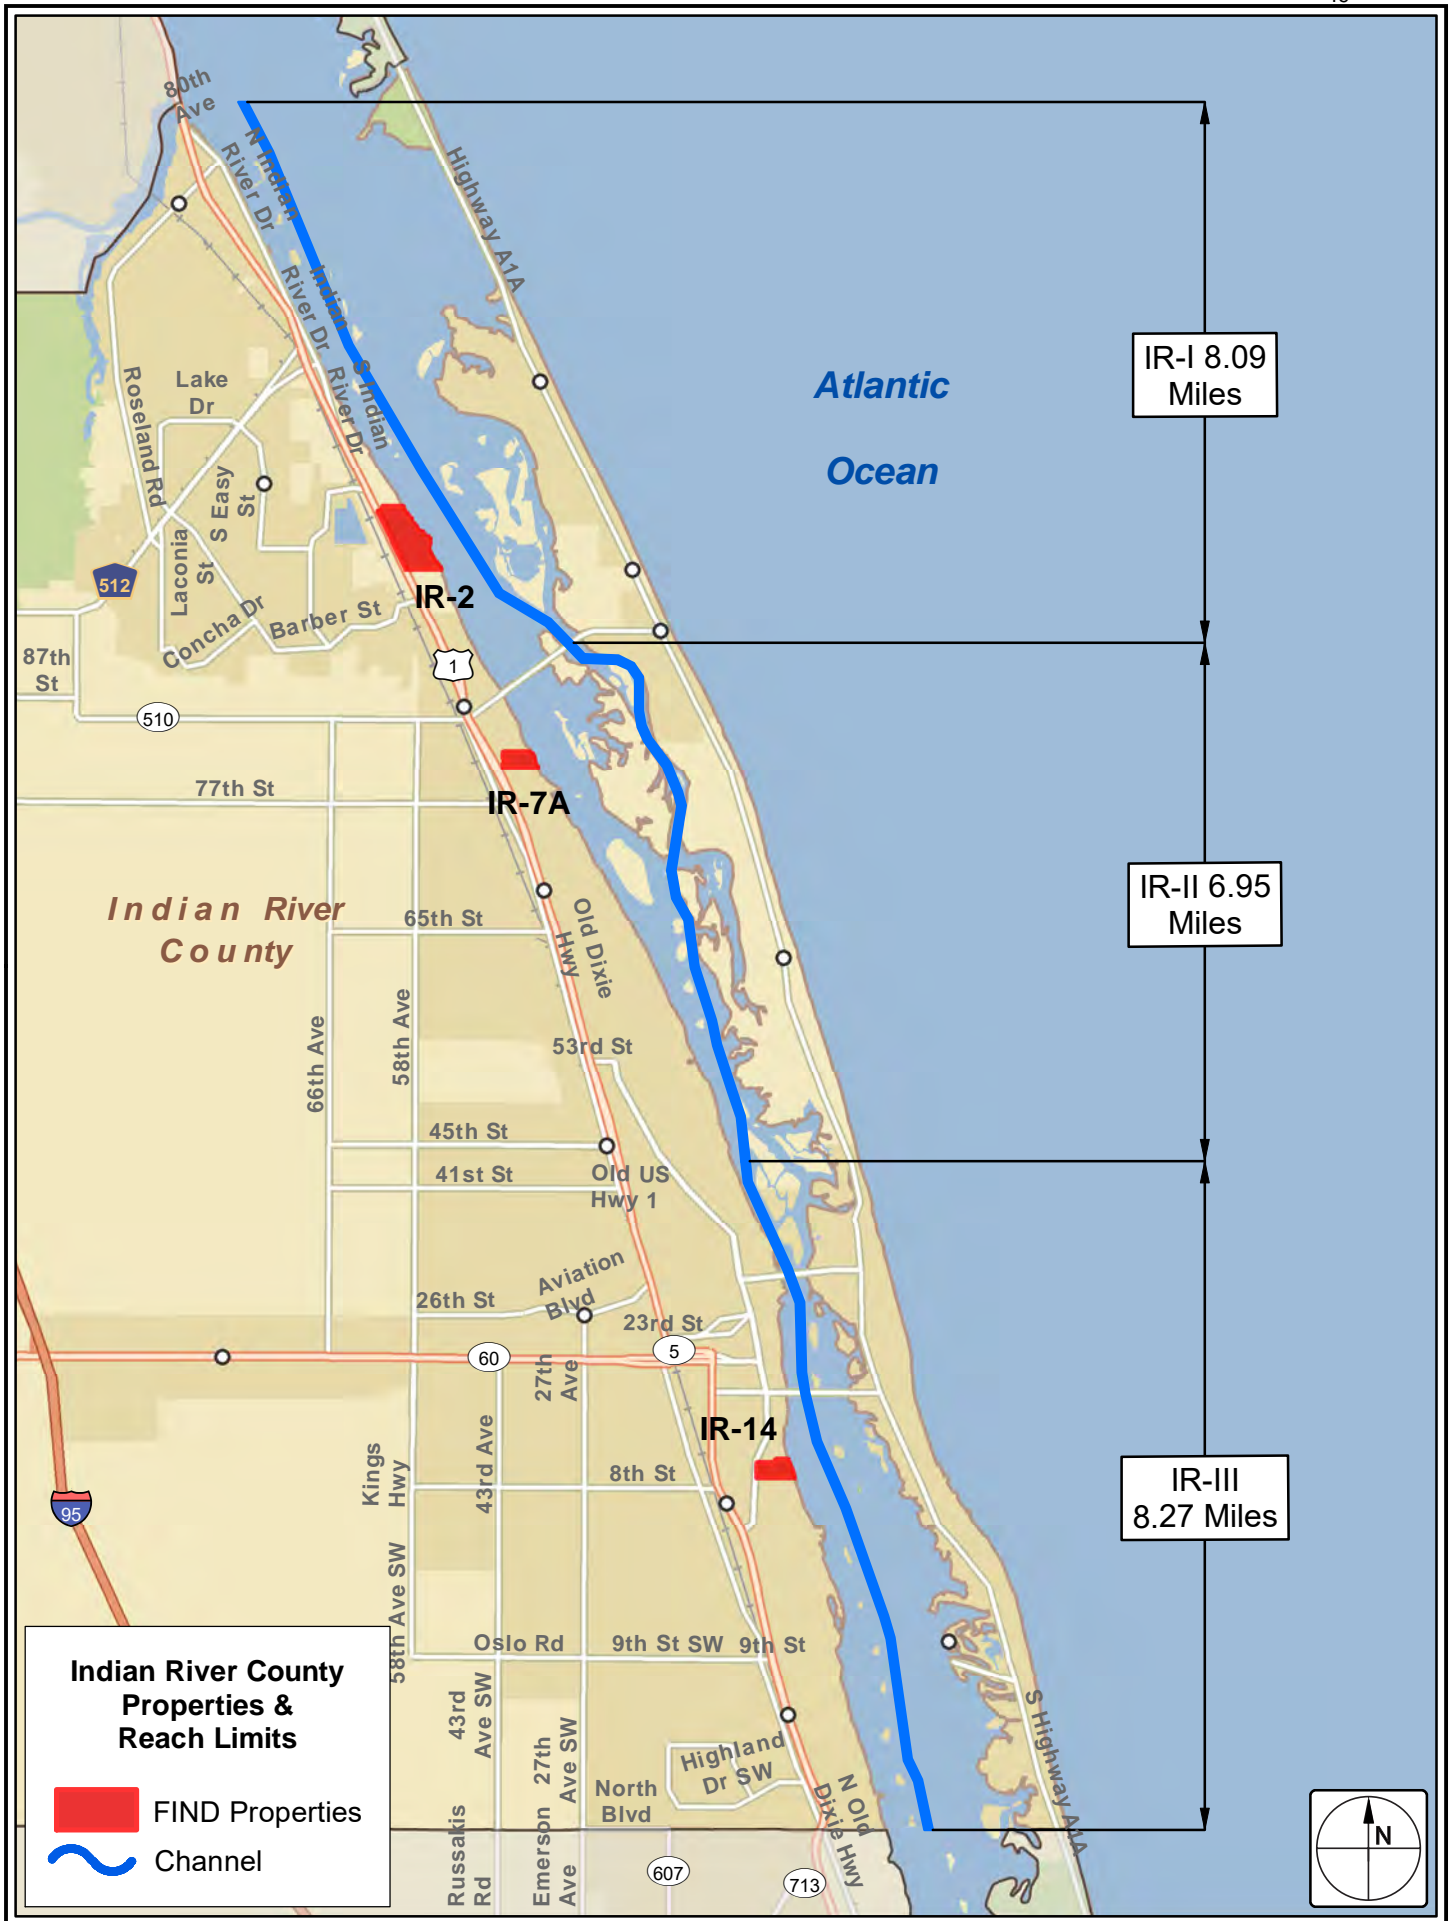 80th
Ave
N Indian
River Dr
Highway A1A
Indian
River Dr
S Indian
River Dr
Lake
Dr
Roseland Rd
S Easy
St
Laconia
St
512
Concha Dr
Barber St
IR-2
87th
St
1
510
77th St
IR-7A
Atlantic
Ocean
IR-I 8.09
Miles
IR-II 6.95
Miles
Indian River
County
65th St
Old Dixie
Hwy
66th Ave
58th Ave
53rd St
45th St
41st St
Old US
Hwy 1
Aviation
Blvd
26th St
23rd St
60
5
27th
Ave
IR-14
Kings
Hwy
43rd Ave
8th St
95
IR-III
8.27 Miles
58th Ave SW
Oslo Rd
9th St SW
9th St
43rd
Ave SW
27th
Ave SW
Highland
Dr SW
North
Blvd
N Old
Dixie Hwy
S Highway A1A
Russakis
Rd
Emerson
Ave
607
713
Indian River County
Properties &
Reach Limits
FIND Properties
Channel
N